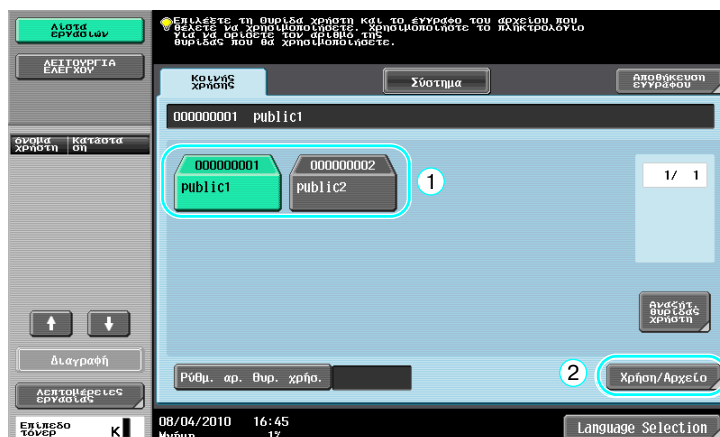 Λίστα
εργασιών
Επιλέξτε τη θυρίδα χρήστη και το έγγραφο του αρχείου που
θέλετε να χρησιμοποιήσετε. Χρησιμοποιήστε το πληκτρολόγιο
για να ορίσετε τον αριθμό της
θυρίδας που θα χρησιμοποιήσετε.
ΛΕΙΤΟΥΡΓΙΑ
ΕΛΕΓΧΟΥ
Κοινής
χρήσης
Σύστημα
Αποθήκευση
εγγράφου
000000001 public1
όνομα
χρήστη
Κατάστα
ση
000000001
public1
000000002
public2
1
1/ 1
Αναζήτ.
θυρίδας
χρήστη
Διαγραφή
Ρύθμ. αρ. θυρ. χρήσ.
2
Χρήση/Αρχείο
Λεπτομέρειες
εργασίας
Επίπεδο
τόνερ
K
08/04/2010 16:45
Μνήμη 1%
Language Selection